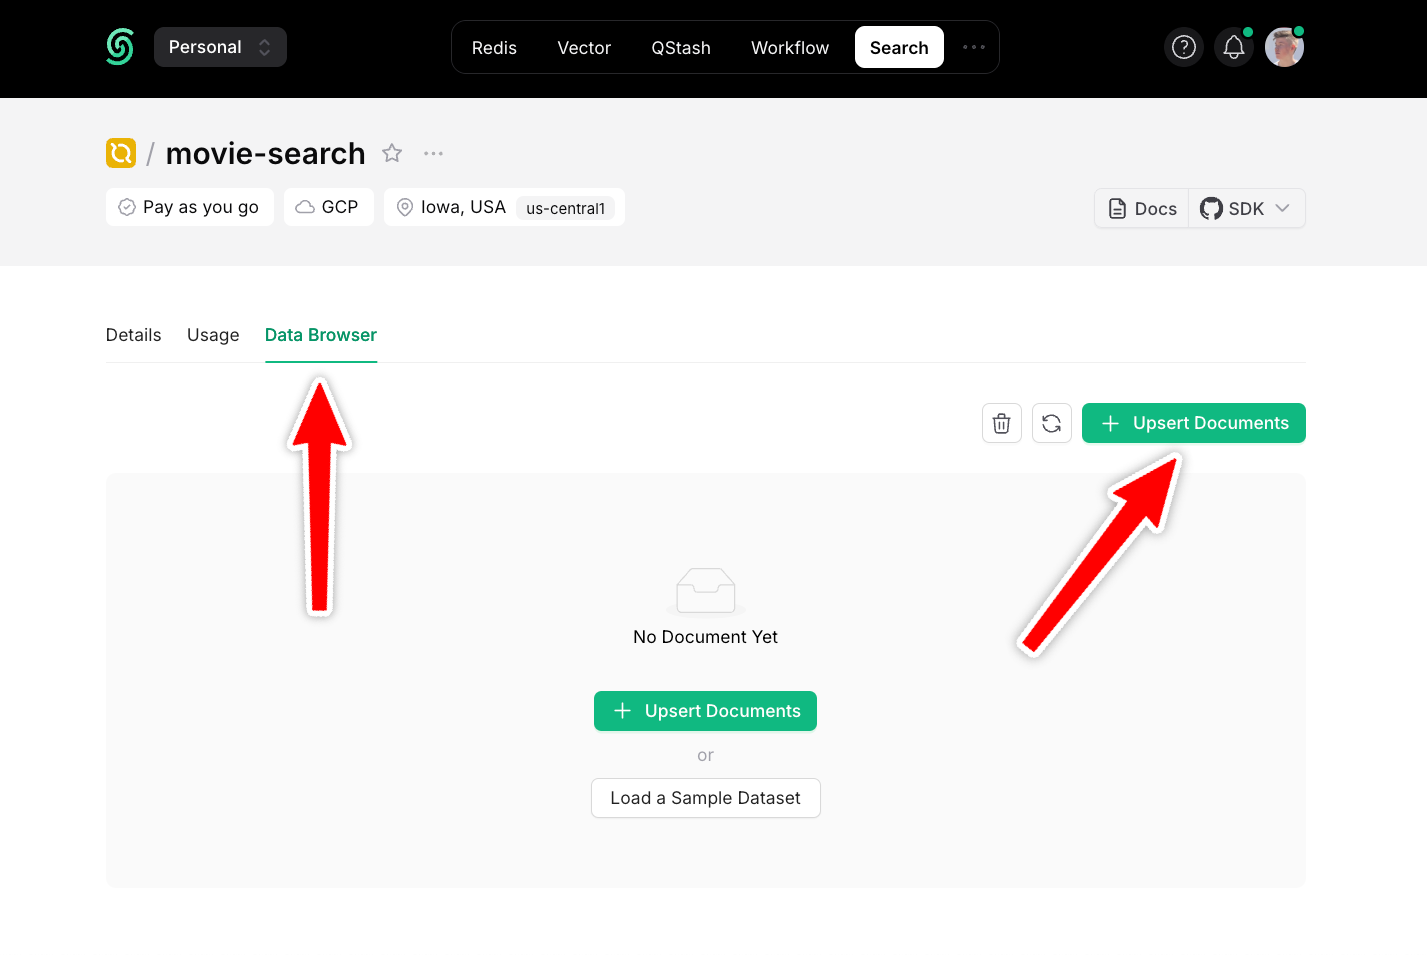 Personal
Redis Vector QStash Workflow Search
movie-search
Pay as you go GCP Iowa, USA us-central1
Docs SDK
Details Usage Data Browser
Upsert Documents
No Document Yet
Upsert Documents
or
Load a Sample Dataset